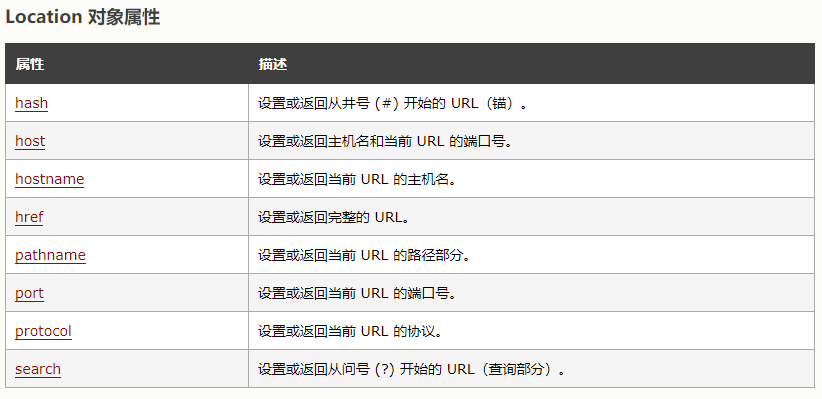 Location 对象属性
属性 描述
hash 设置或返回从井号 (#) 开始的 URL（锚）。
host 设置或返回主机名和当前 URL 的端口号。
hostname 设置或返回当前 URL 的主机名。
href 设置或返回完整的 URL。
pathname 设置或返回当前 URL 的路径部分。
port 设置或返回当前 URL 的端口号。
protocol 设置或返回当前 URL 的协议。
search 设置或返回从问号 (?) 开始的 URL（查询部分）。